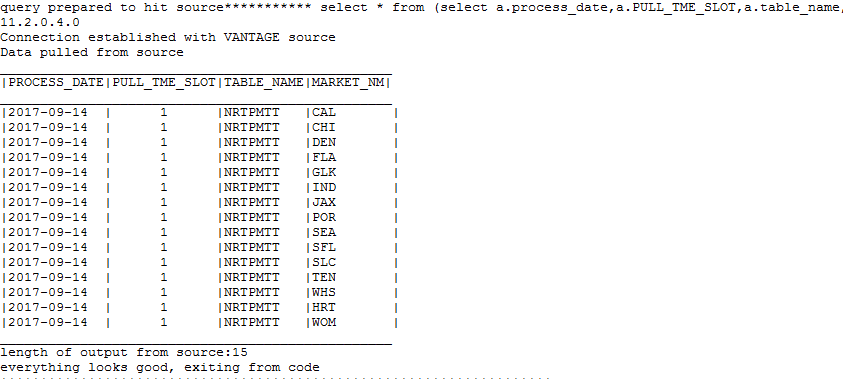 query prepared to hit source*********** select * from (select a.process_date,a.PULL_TME_SLOT,a.table_name,
11.2.0.4.0
Connection established with VANTAGE source
Data pulled from source
|PROCESS_DATE|PULL_TME_SLOT|TABLE_NAME|MARKET_NM|
|2017-09-14 | 1 |NRTPMTT |CAL |
|2017-09-14 | 1 |NRTPMTT |CHI |
|2017-09-14 | 1 |NRTPMTT |DEN |
|2017-09-14 | 1 |NRTPMTT |FLA |
|2017-09-14 | 1 |NRTPMTT |GLK |
|2017-09-14 | 1 |NRTPMTT |IND |
|2017-09-14 | 1 |NRTPMTT |JAX |
|2017-09-14 | 1 |NRTPMTT |POR |
|2017-09-14 | 1 |NRTPMTT |SEA |
|2017-09-14 | 1 |NRTPMTT |SFL |
|2017-09-14 | 1 |NRTPMTT |SLC |
|2017-09-14 | 1 |NRTPMTT |TEN |
|2017-09-14 | 1 |NRTPMTT |WHS |
|2017-09-14 | 1 |NRTPMTT |HRT |
|2017-09-14 | 1 |NRTPMTT |WOM |
length of output from source:15
everything looks good, exiting from code